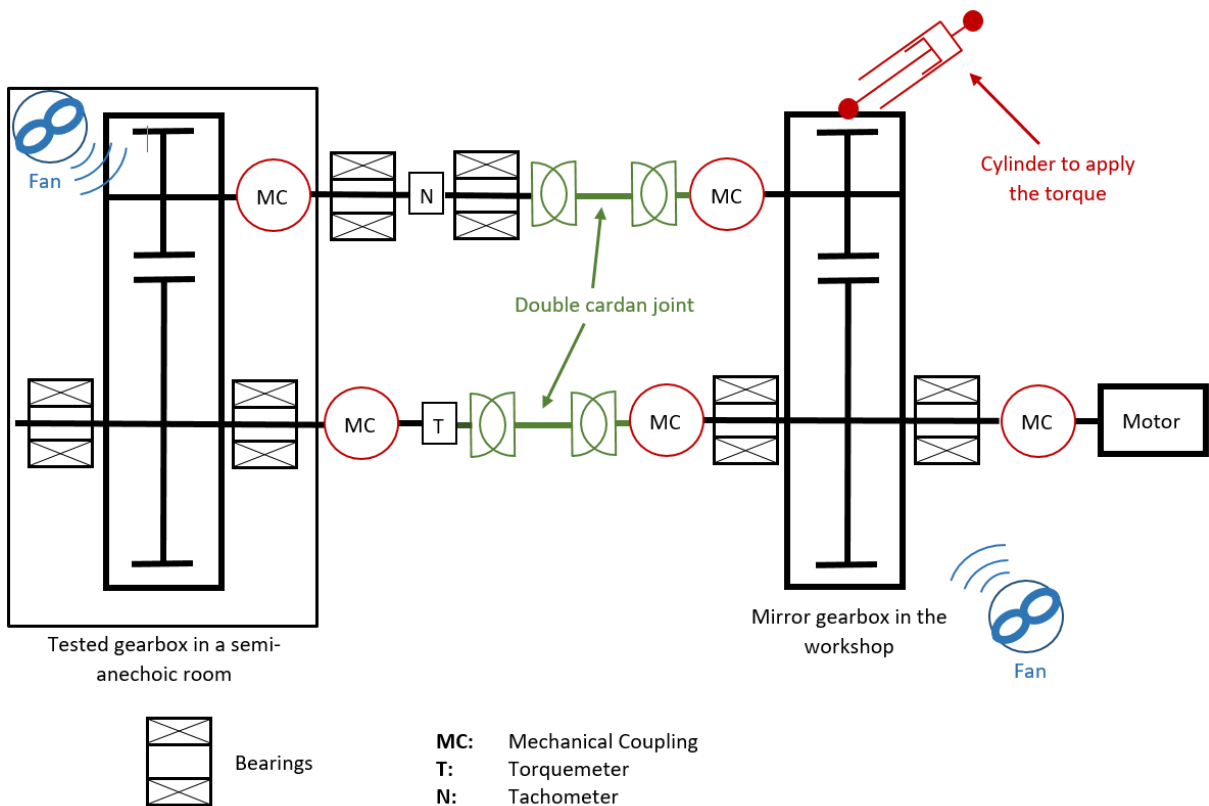 Fan
MC
N
MC
Cylinder to apply
the torque
Double cardan joint
MC
T
MC
MC
Motor
Tested gearbox in a semi-
anechoic room
Mirror gearbox in the
workshop
Fan
Bearings
MC: Mechanical Coupling
T: Torquemeter
N: Tachometer